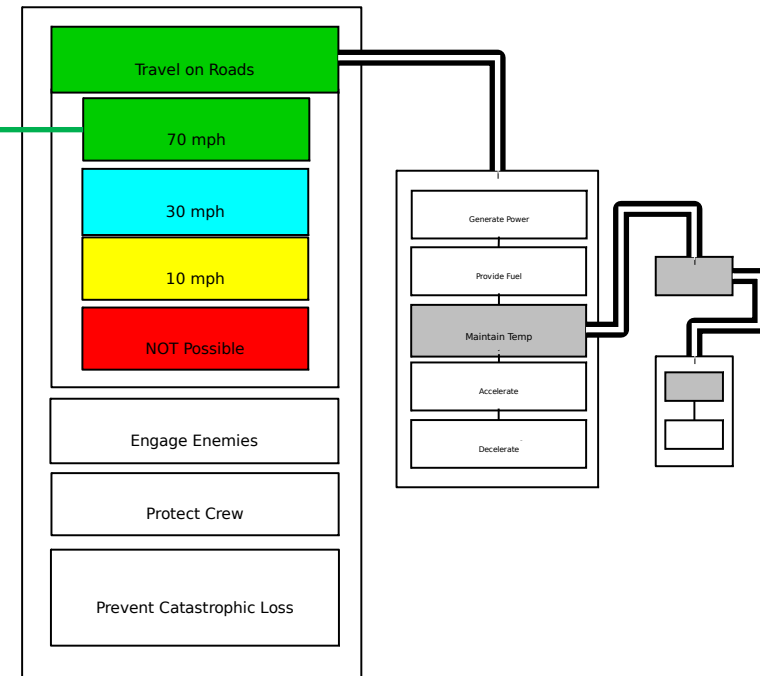 Travel on Roads
70 mph
30 mph
10 mph
NOT Possible
Engage Enemies
Protect Crew
Prevent Catastrophic Loss
Generate Power
Provide Fuel
Maintain Temp
Accelerate
Decelerate